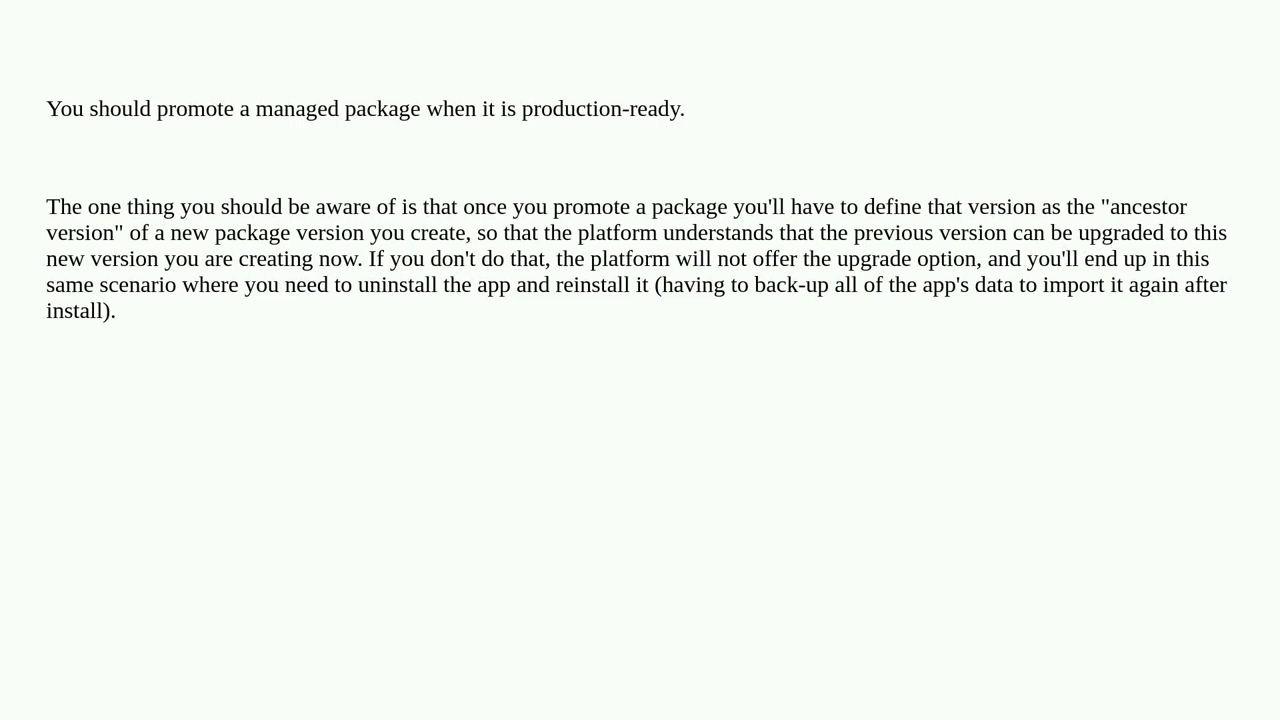 You should promote a managed package when it is production-ready.
The one thing you should be aware of is that once you promote a package you'll have to define that version as the "ancestor
version" of a new package version you create, so that the platform understands that the previous version can be upgraded to this
new version you are creating now. If you don't do that, the platform will not offer the upgrade option, and you'll end up in this
same scenario where you need to uninstall the app and reinstall it (having to back-up all of the app's data to import it again after
install).